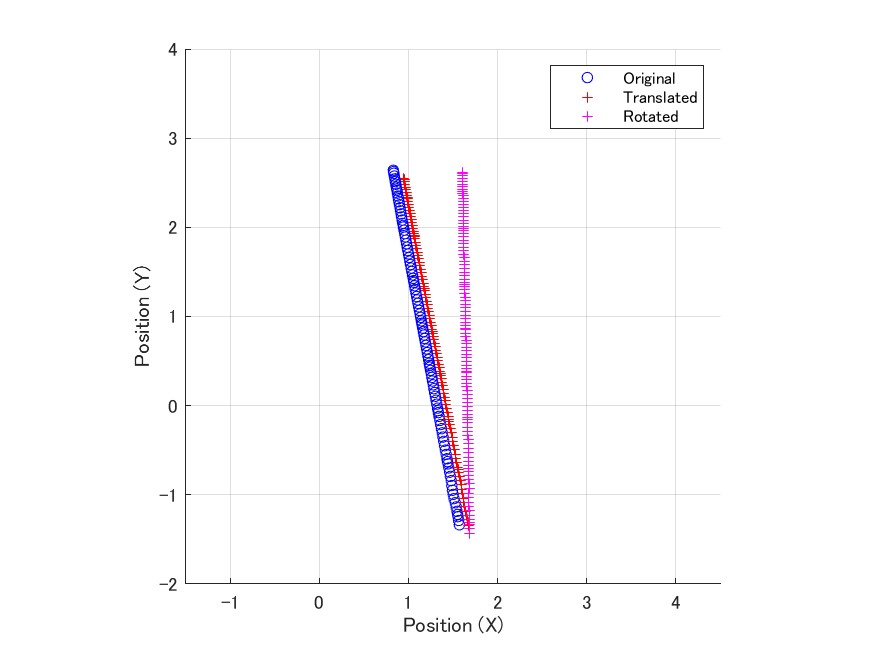 4
3
2
1
0
−1
−2
−1
0
1
2
3
4
Position (Y)
Position (X)
Original
Translated
Rotated